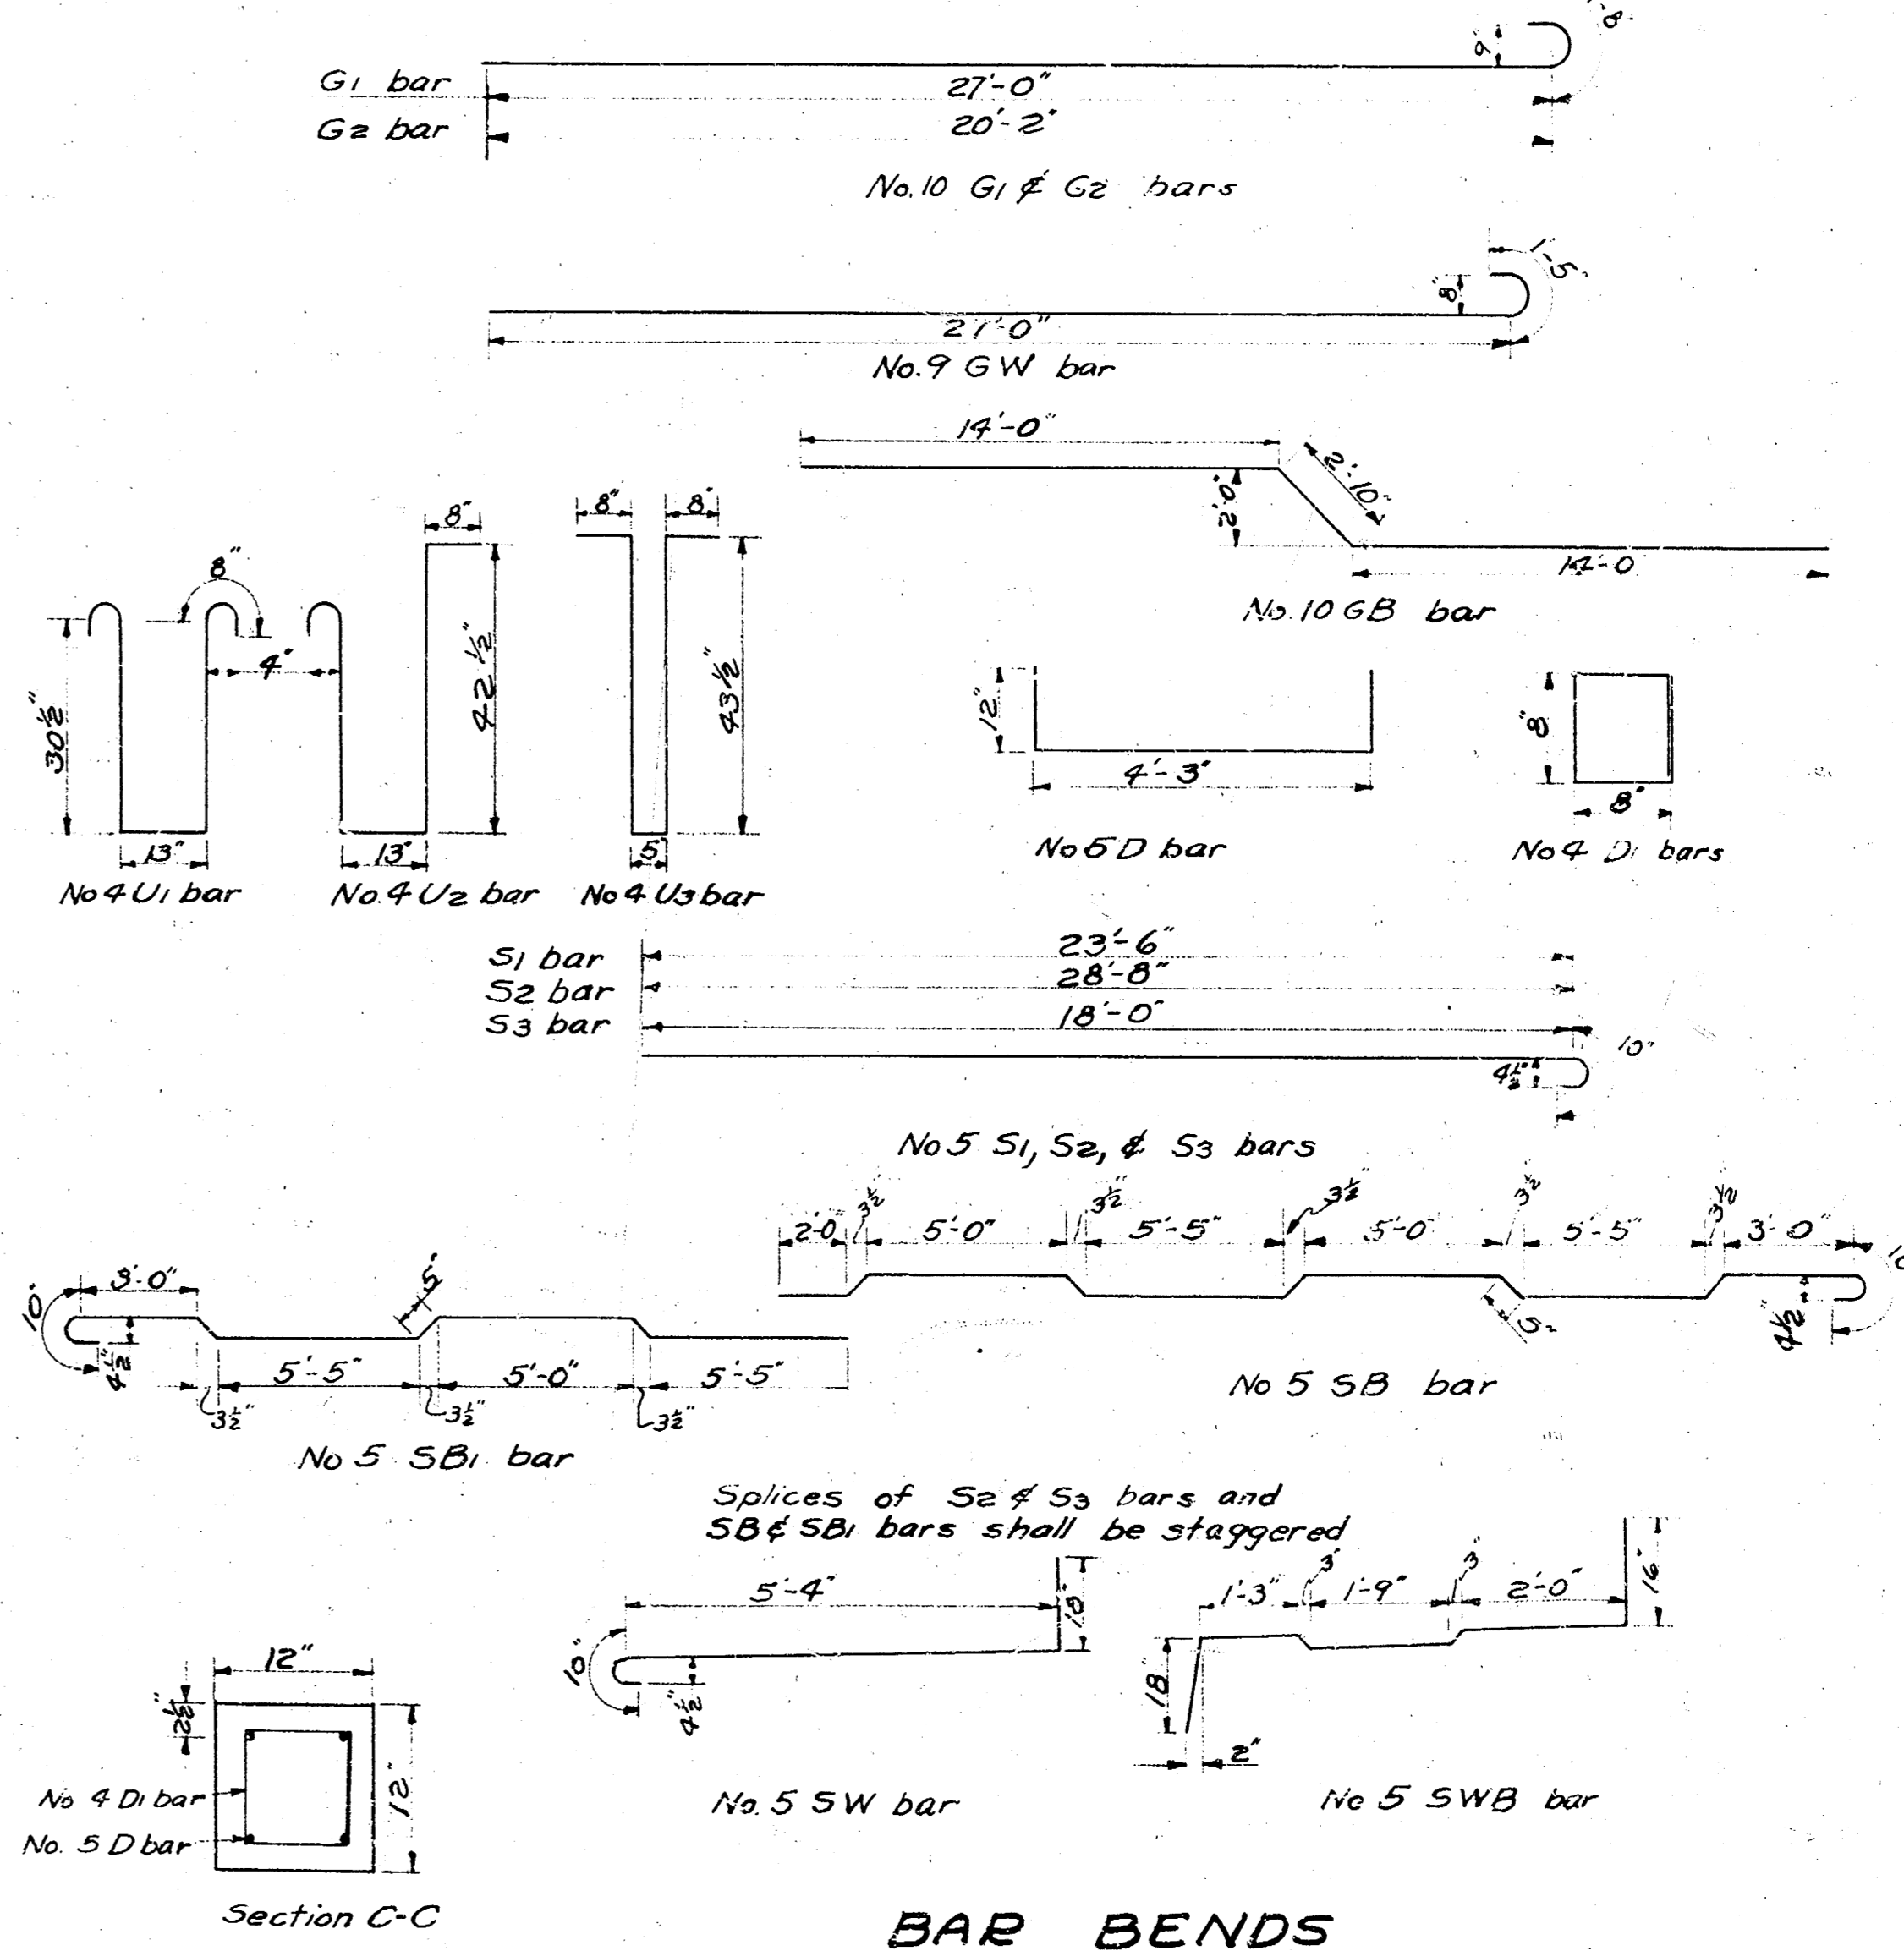 1'-8"
9"
G1 bar
27'-0"
G2 bar
20'-2"
No.10 G1 & G2 bars
1'-5"
8"
27'-0"
No.9 GW bar
14'-0"
2'-10"
2'-0"
14'-0
No.10 GB bar
8"
8"
8"
8"
4"
30½"
42½"
43½"
13"
13"
5"
No 4 U1 bar
No.4 U2 bar
No 4 U3 bar
12"
4'-3"
No 5 D bar
8"
8"
No 4 D1 bars
S1 bar
23'-6"
S2 bar
28'-8"
S3 bar
18'-0"
10"
4½"
No 5 S1, S2, & S3 bars
2'-0"
3½"
5'-0"
3½"
5'-5"
3½"
5'-0
3½"
5'-5"
3½"
3'-0"
10
5"
4½"
No 5 SB bar
10"
3'-0"
5"
4½"
5'-5"
5'-0"
5'-5"
3½"
3½"
3½"
No 5 SB1 bar
Splices of S2 & S3 bars and
SB & SB1 bars shall be staggered
5'-4"
18"
10"
4½"
No. 5 SW bar
1'-3"
3"
1'-9"
3"
2'-0"
16"
18"
2"
No 5 SWB bar
12"
2½"
12"
No 4 D1 bar
No. 5 D bar
Section C-C
BAR BENDS